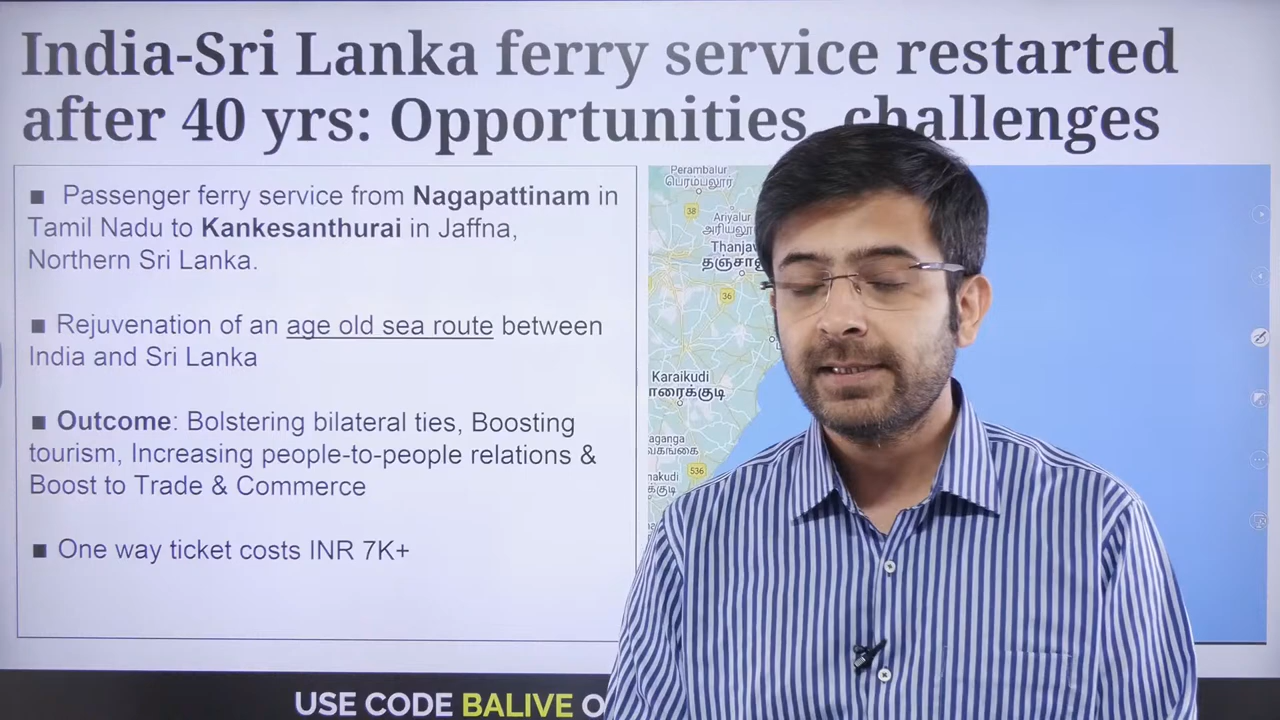 India-Sri Lanka ferry service restarted
after 40 yrs: Opportunities, challenges
■ Passenger ferry service from Nagapattinam in
Tamil Nadu to Kankesanthurai in Jaffna,
Northern Sri Lanka.
■ Rejuvenation of an age old sea route between
India and Sri Lanka
■ Outcome: Bolstering bilateral ties, Boosting
tourism, Increasing people-to-people relations &
Boost to Trade & Commerce
■ One way ticket costs INR 7K+
Perambalur
பெரம்பலூர்
38
Ariyalur
Thanjav
36
Karaikudi
536
USE CODE BALIVE O